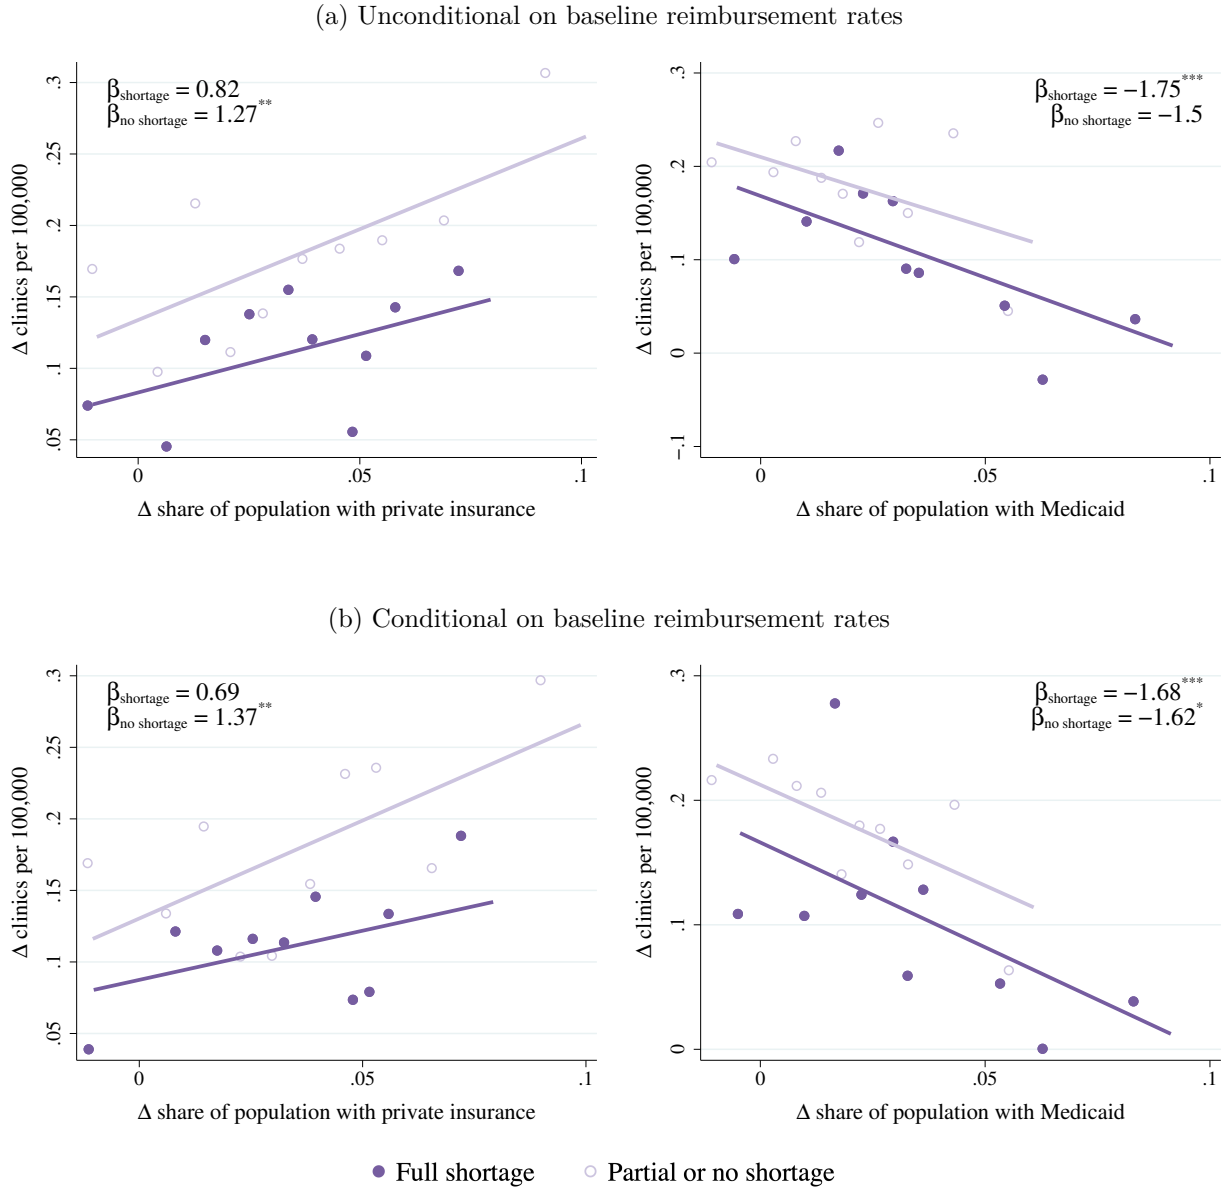 (a) Unconditional on baseline reimbursement rates
βshortage = 0.82
βno shortage = 1.27**
Δ clinics per 100,000
.3
.25
.2
.15
.1
.05
0
.05
.1
Δ share of population with private insurance
βshortage = −1.75***
βno shortage = −1.5
Δ clinics per 100,000
.3
.2
.1
0
−.1
0
.05
.1
Δ share of population with Medicaid
(b) Conditional on baseline reimbursement rates
βshortage = 0.69
βno shortage = 1.37**
Δ clinics per 100,000
.3
.25
.2
.15
.1
.05
0
.05
.1
Δ share of population with private insurance
βshortage = −1.68***
βno shortage = −1.62*
Δ clinics per 100,000
.3
.2
.1
0
0
.05
.1
Δ share of population with Medicaid
Full shortage
Partial or no shortage